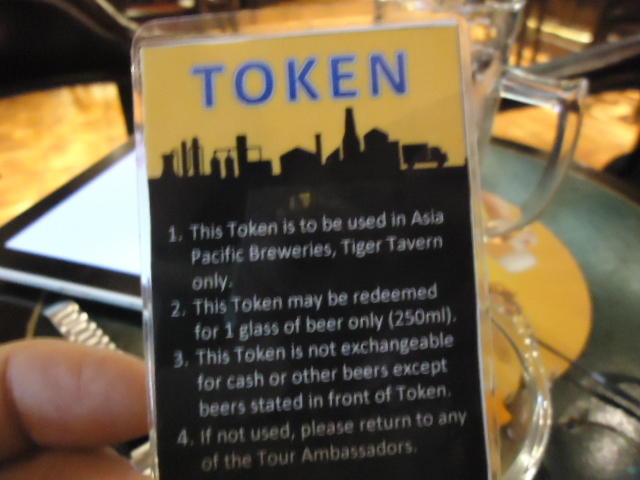 TOKEN
1. This Token is to be used in Asia
Pacific Breweries, Tiger Tavern
only.
2. This Token may be redeemed
for 1 glass of beer only (250ml).
3. This Token is not exchangeable
for cash or other beers except
beers stated in front of Token.
4. If not used, please return to any
of the Tour Ambassadors.